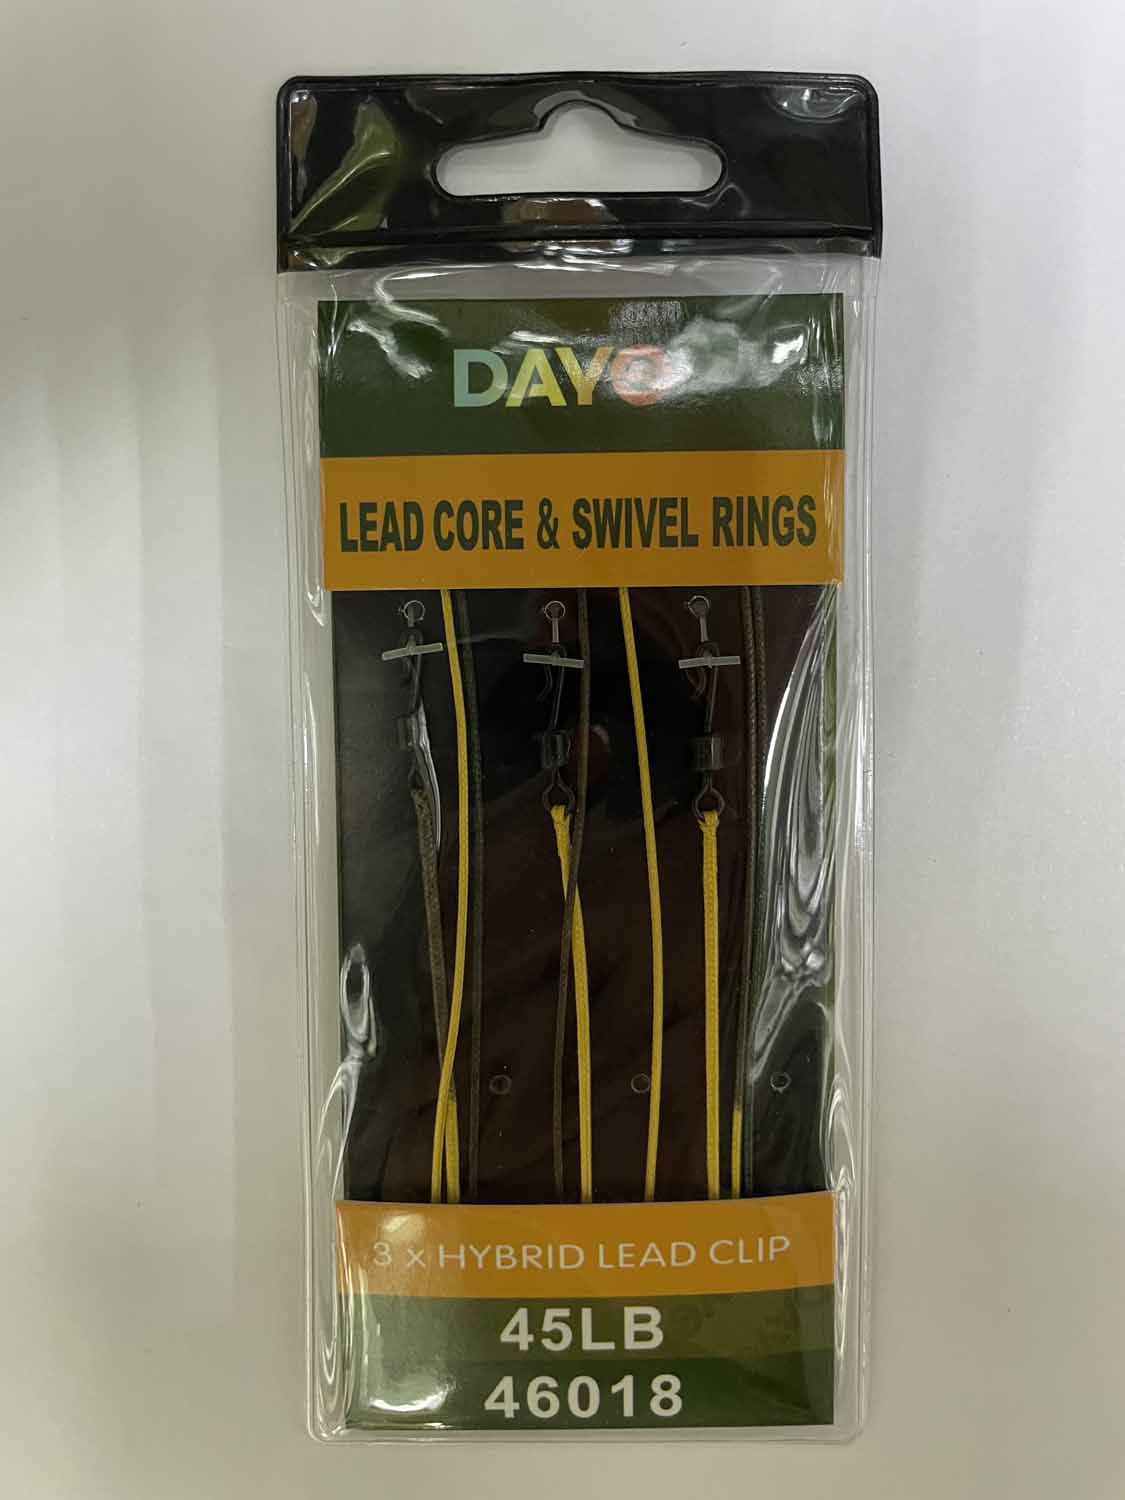 DAYO
LEAD CORE & SWIVEL RINGS
3 x HYBRID LEAD CLIP
45LB
46018